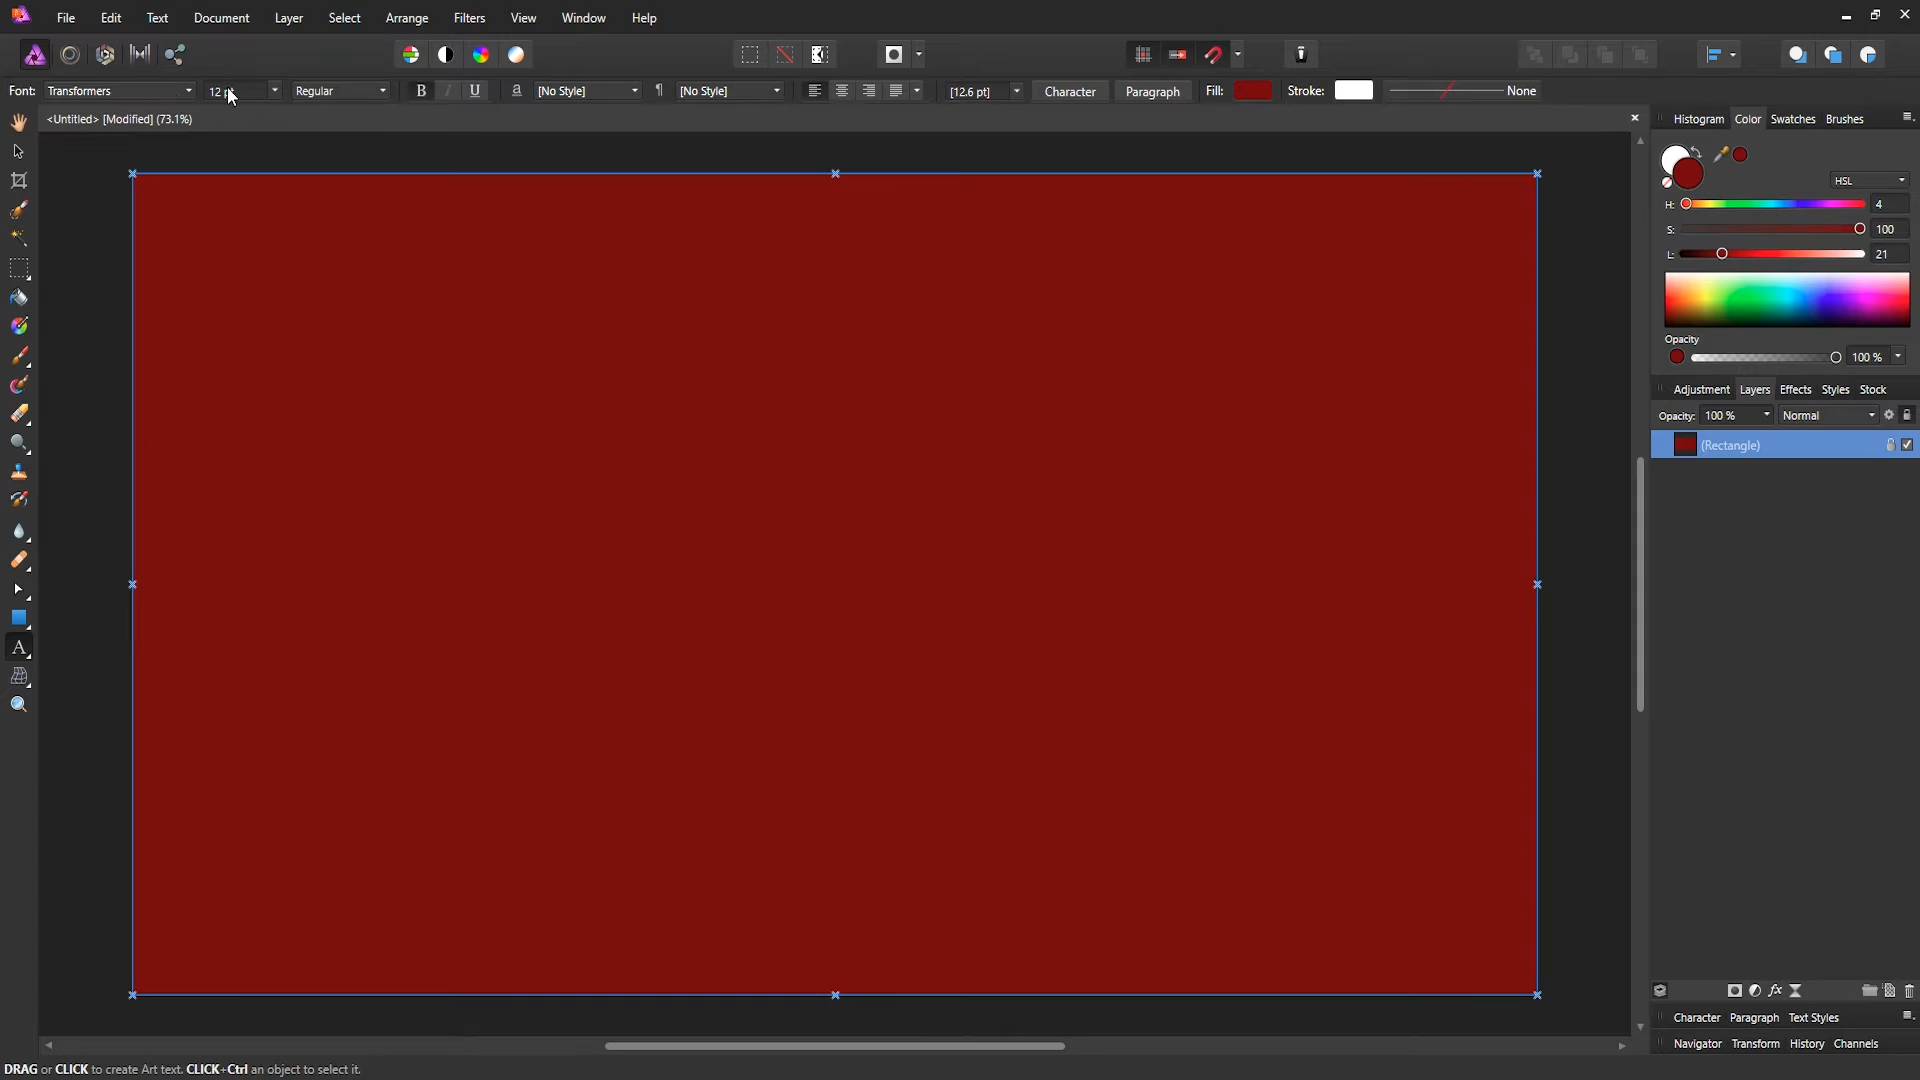 File Edit Text Document Layer Select Arrange Filters View Window Help
Font: Transformers 12 Regular B I U a [No Style] ¶ [No Style] [12.6 pt] Character Paragraph Fill: Stroke: None
<Untitled> [Modified] (73.1%)
Histogram Color Swatches Brushes
HSL
H: 4
S: 100
L: 21
Opacity
100 %
Adjustment Layers Effects Styles Stock
Opacity: 100 % Normal
(Rectangle)
A
fx
Character Paragraph Text Styles
Navigator Transform History Channels
DRAG or CLICK to create Art text. CLICK+Ctrl an object to select it.